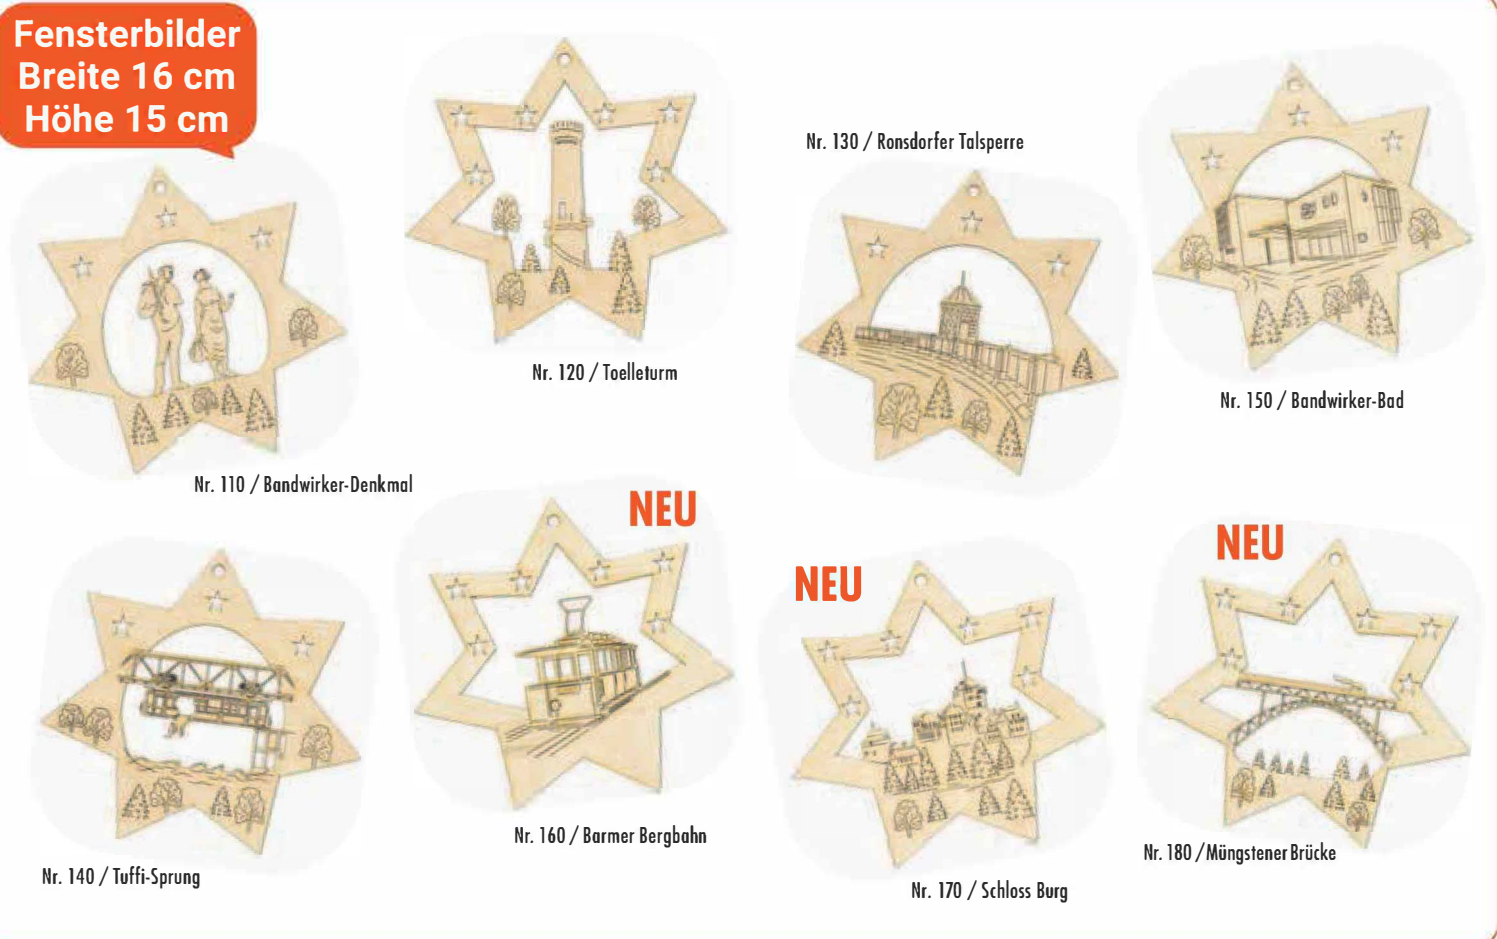 Fensterbilder
Breite 16 cm
Höhe 15 cm
Nr. 110 / Bandwirker-Denkmal
Nr. 120 / Toelleturm
Nr. 130 / Ronsdorfer Talsperre
Nr. 150 / Bandwirker-Bad
Nr. 140 / Tuffi-Sprung
NEU
Nr. 160 / Barmer Bergbahn
NEU
Nr. 170 / Schloss Burg
NEU
Nr. 180 / Müngstener Brücke